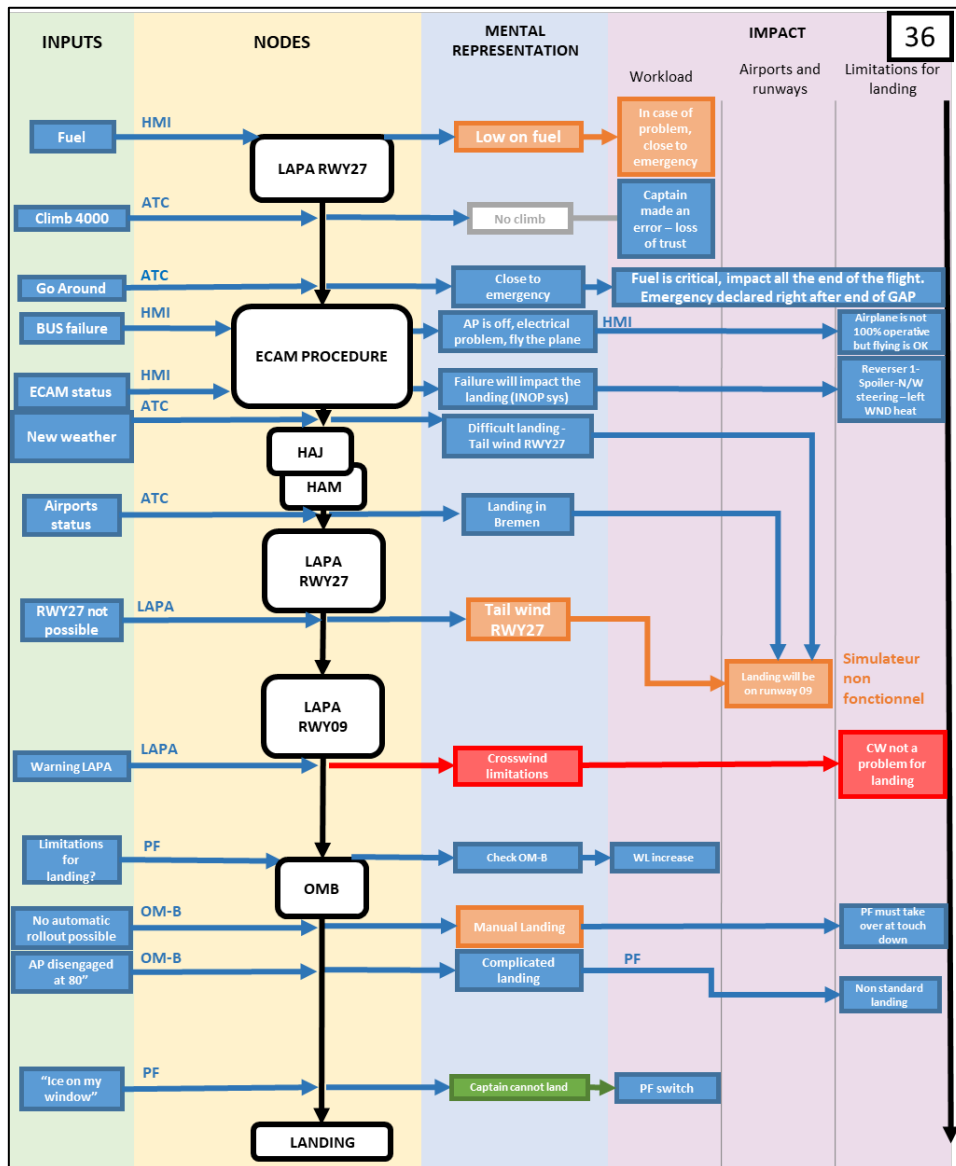 36
INPUTS
NODES
MENTAL
REPRESENTATION
IMPACT
Workload
Airports and
runways
Limitations for
landing
Fuel
HMI
LAPA RWY27
Low on fuel
In case of
problem,
close to
emergency
Climb 4000
ATC
No climb
Captain
made an
error – loss
of trust
Go Around
ATC
Close to
emergency
Fuel is critical, impact all the end of the flight.
Emergency declared right after end of GAP
BUS failure
HMI
ECAM PROCEDURE
AP is off, electrical
problem, fly the plane
HMI
Airplane is not
100% operative
but flying is OK
ECAM status
HMI
Failure will impact the
landing (INOP sys)
Reverser 1-
Spoiler-N/W
steering – left
WND heat
New weather
ATC
Difficult landing -
Tail wind RWY27
HAJ
HAM
Airports
status
ATC
Landing in
Bremen
LAPA
RWY27
RWY27 not
possible
LAPA
Tail wind
RWY27
Landing will be
on runway 09
Simulateur
non
fonctionnel
LAPA
RWY09
Warning LAPA
LAPA
Crosswind
limitations
CW not a
problem for
landing
Limitations
for
landing?
PF
OMB
Check OM-B
WL increase
No automatic
rollout possible
OM-B
Manual Landing
PF must take
over at touch
down
AP disengaged
at 80”
OM-B
Complicated
landing
PF
Non standard
landing
“Ice on my
window”
PF
Captain cannot land
PF switch
LANDING